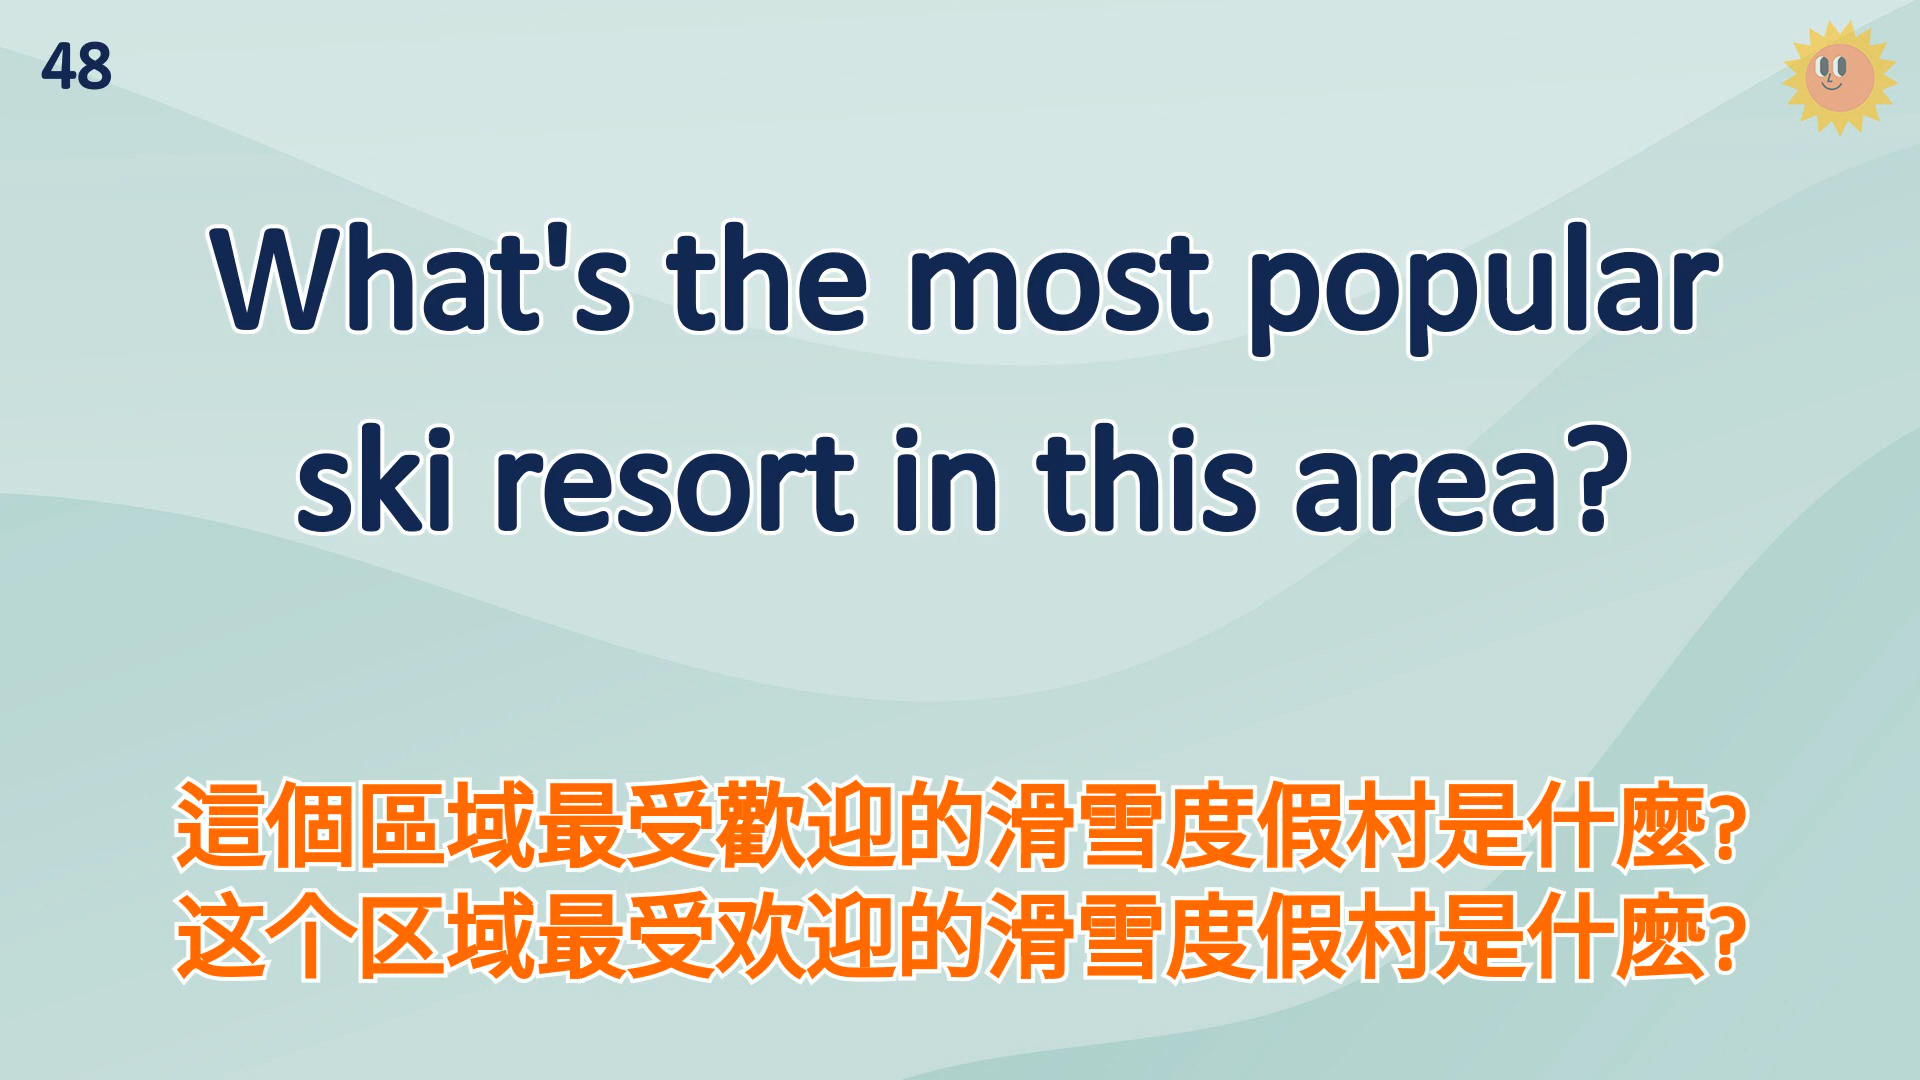 48
What's the most popular
ski resort in this area?
這個區域最受歡迎的滑雪度假村是什麼?
这个区域最受欢迎的滑雪度假村是什麽?